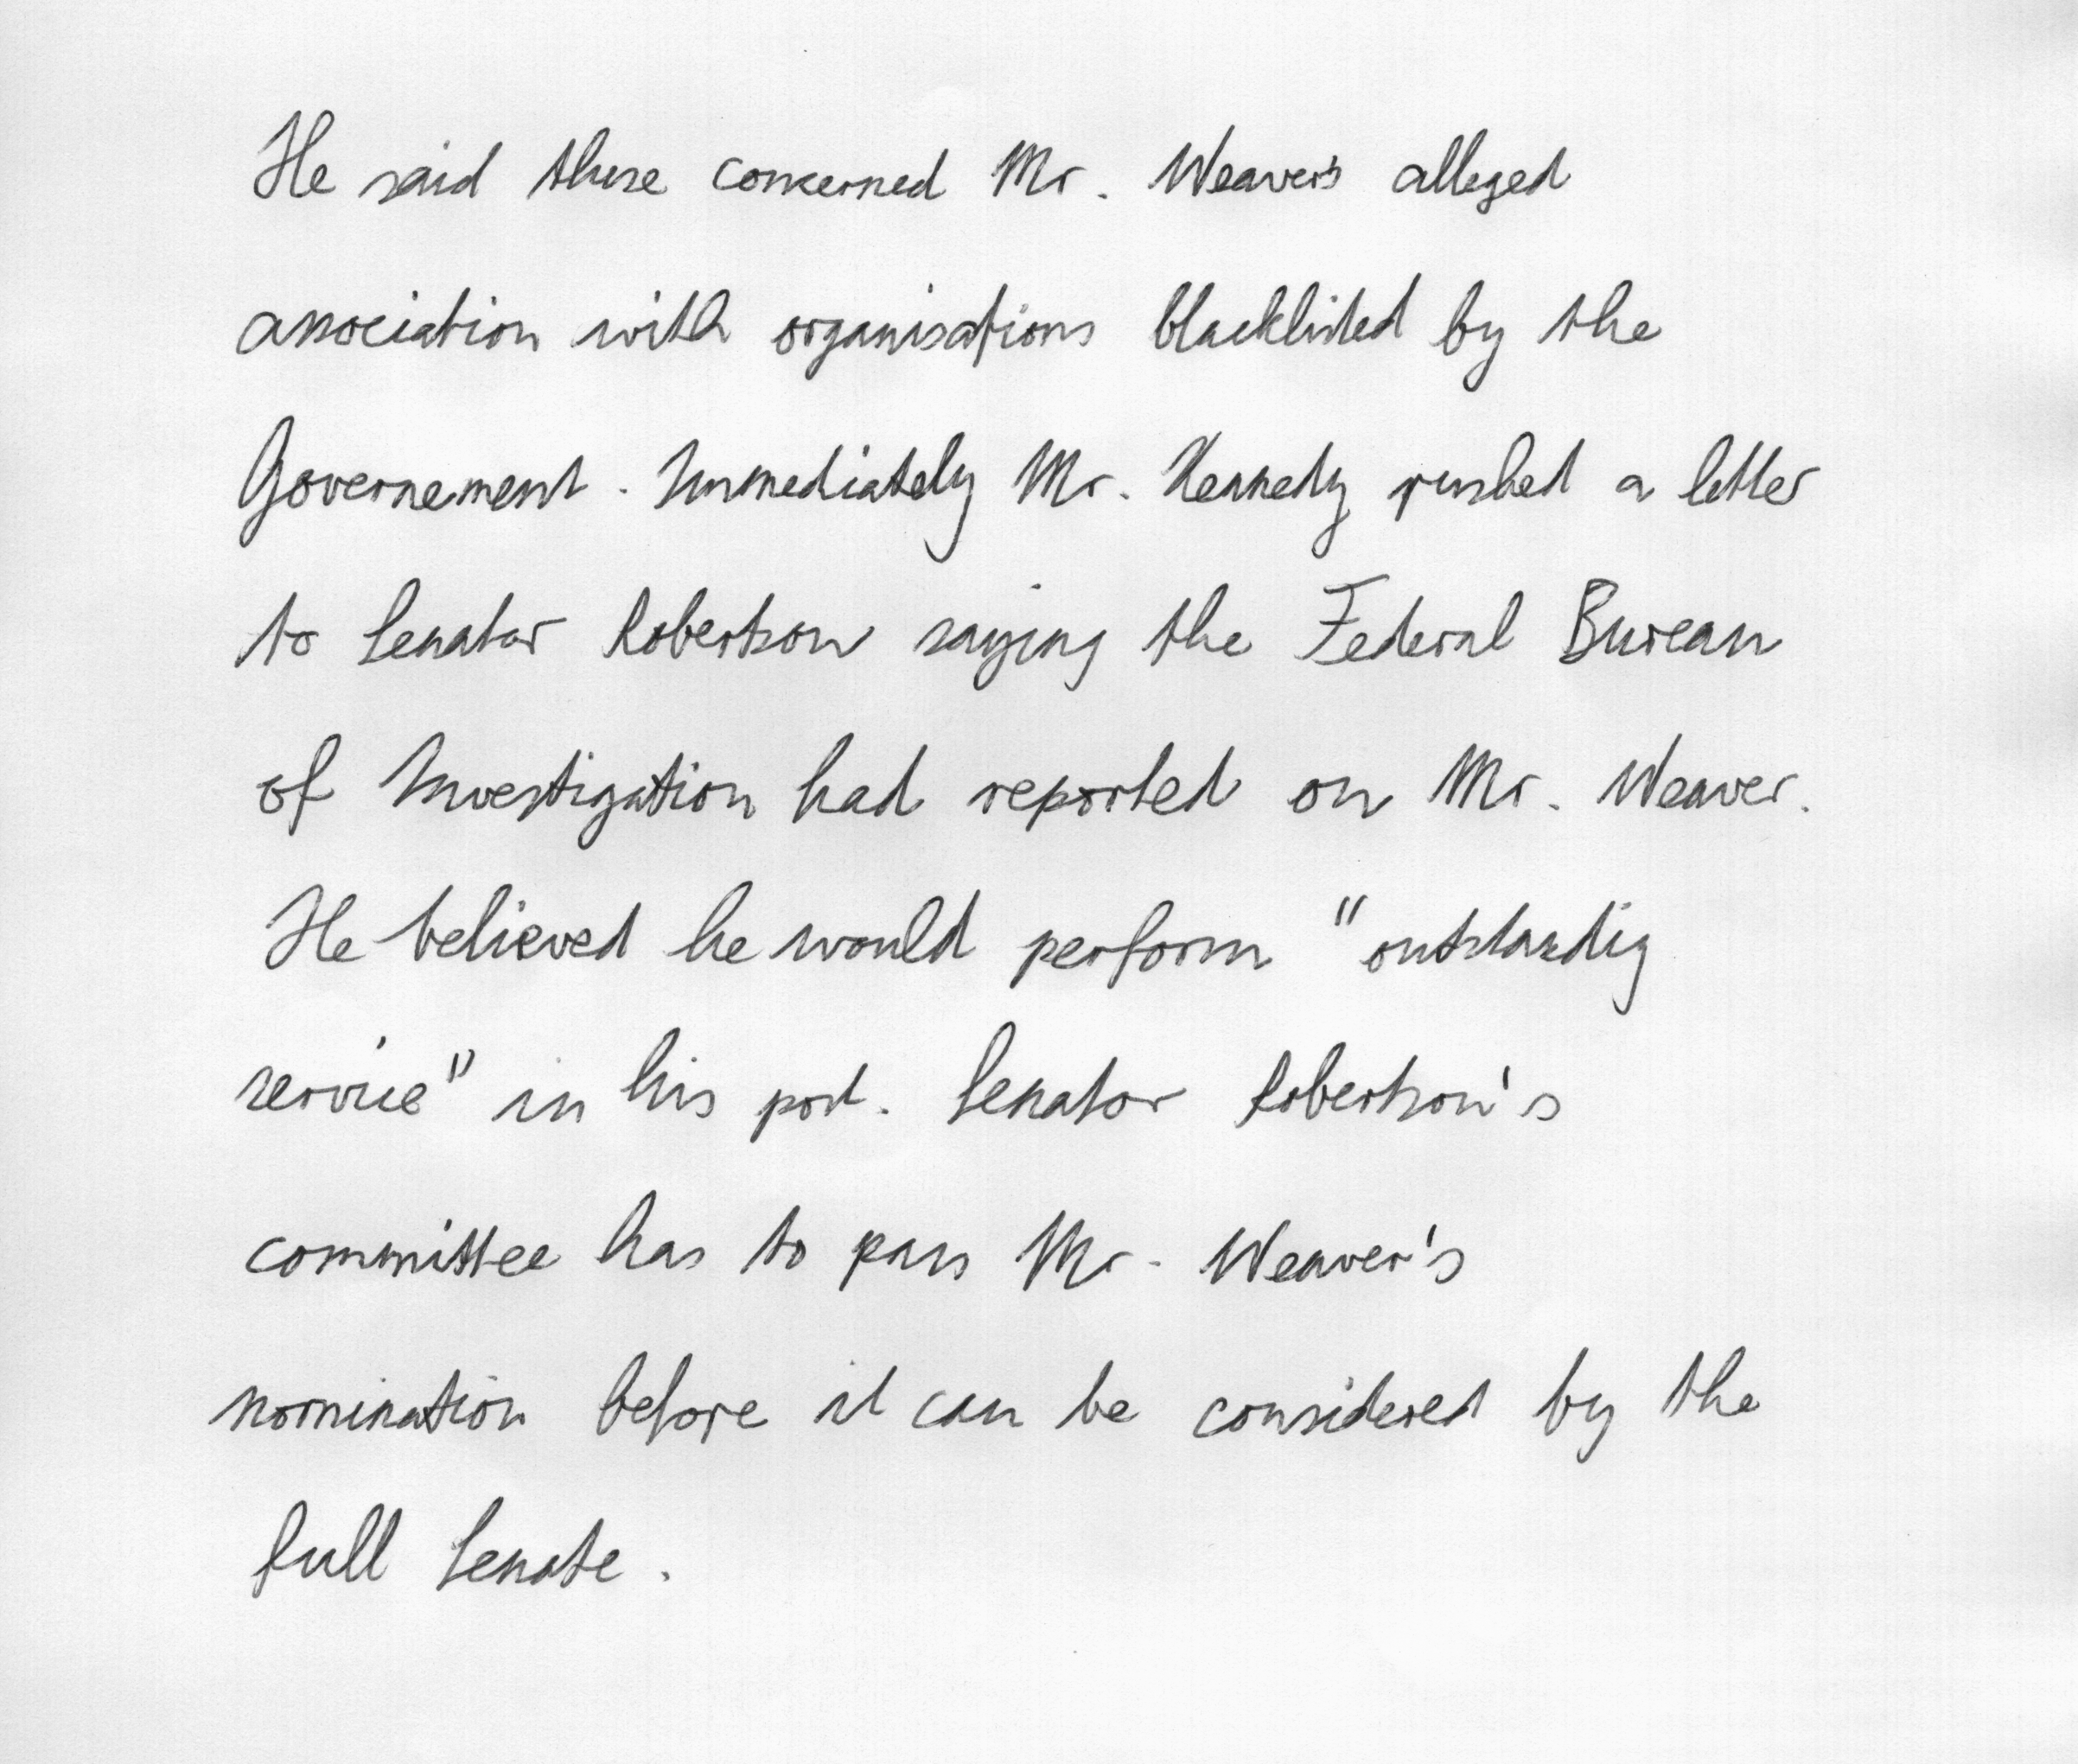 He said these concerned Mr. Weaver's alleged
association with organisations blacklisted by the
Governement. Immediately Mr. Kennedy rushed a letter
to Senator Robertson saying the Federal Bureau
of Investigation had reported on Mr. Weaver.
He believed he would perform "outstandig
service" in his post. Senator Robertson's
committee has to pass Mr. Weaver's
nomination before it can be considered by the
full Senate.